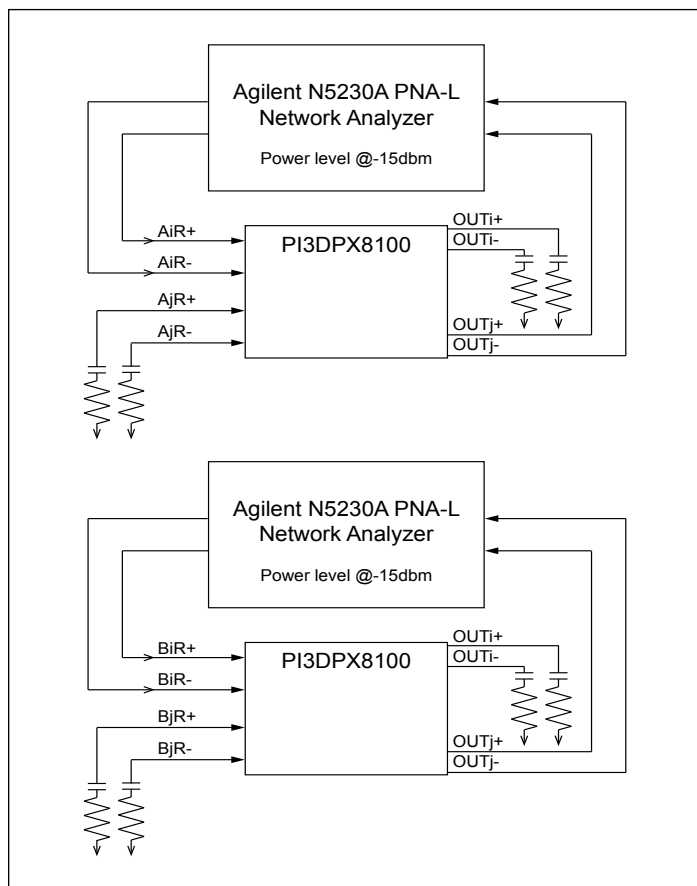 Agilent N5230A PNA-L
Network Analyzer
Power level @-15dbm
OUTi+
OUTi-
AiR+
AiR-
AjR+
AjR-
PI3DPX8100
OUTj+
OUTj-
Agilent N5230A PNA-L
Network Analyzer
Power level @-15dbm
OUTi+
OUTi-
BiR+
BiR-
BjR+
BjR-
PI3DPX8100
OUTj+
OUTj-